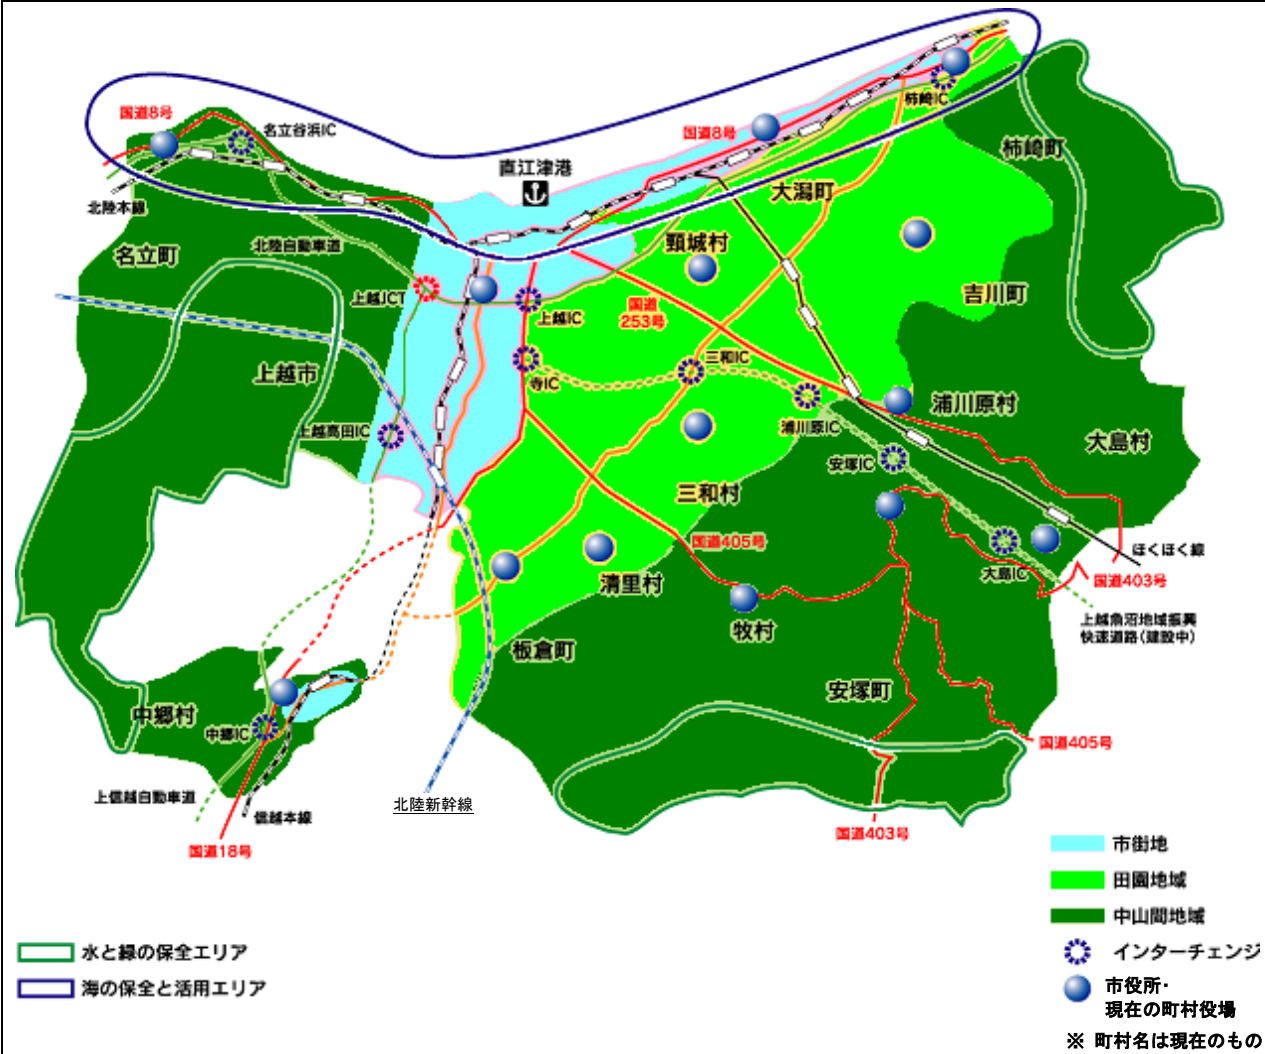 国道8号
名立谷浜IC
北陸本線
名立町
北陸自動車道
上越JCT
上越市
上越高田IC
直江津港
国道8号
柿崎IC
柿崎町
大潟町
頸城村
吉川町
上越IC
国道
253号
寺IC
三和IC
浦川原IC
浦川原村
大島村
安塚IC
三和村
国道405号
大島IC
ほくほく線
国道403号
上越魚沼地域振興
快速道路(建設中)
清里村
牧村
板倉町
安塚町
中郷村
中郷IC
上信越自動車道
信越本線
国道18号
北陸新幹線
国道405号
国道403号
市街地
田園地域
中山間地域
インターチェンジ
市役所・
現在の町村役場
※ 町村名は現在のもの
水と緑の保全エリア
海の保全と活用エリア